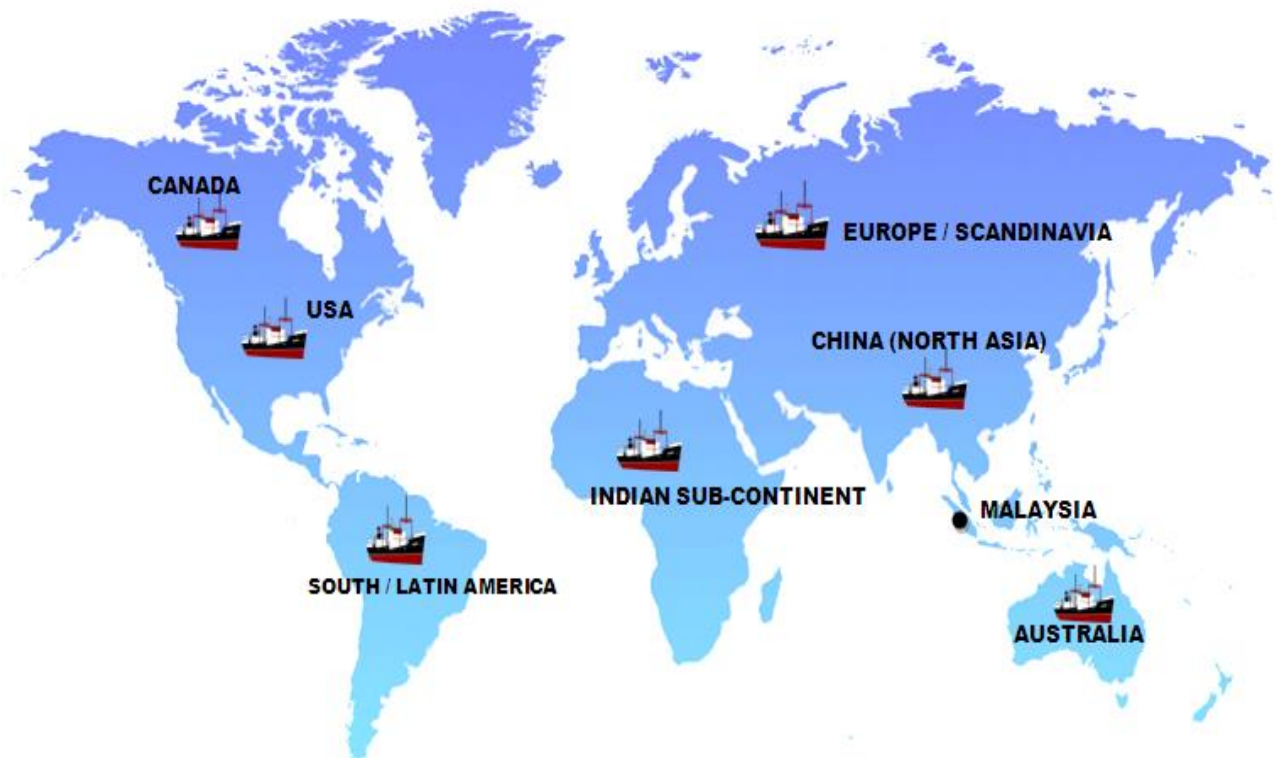 CANADA
EUROPE / SCANDINAVIA
USA
CHINA (NORTH ASIA)
INDIAN SUB-CONTINENT
MALAYSIA
SOUTH / LATIN AMERICA
AUSTRALIA